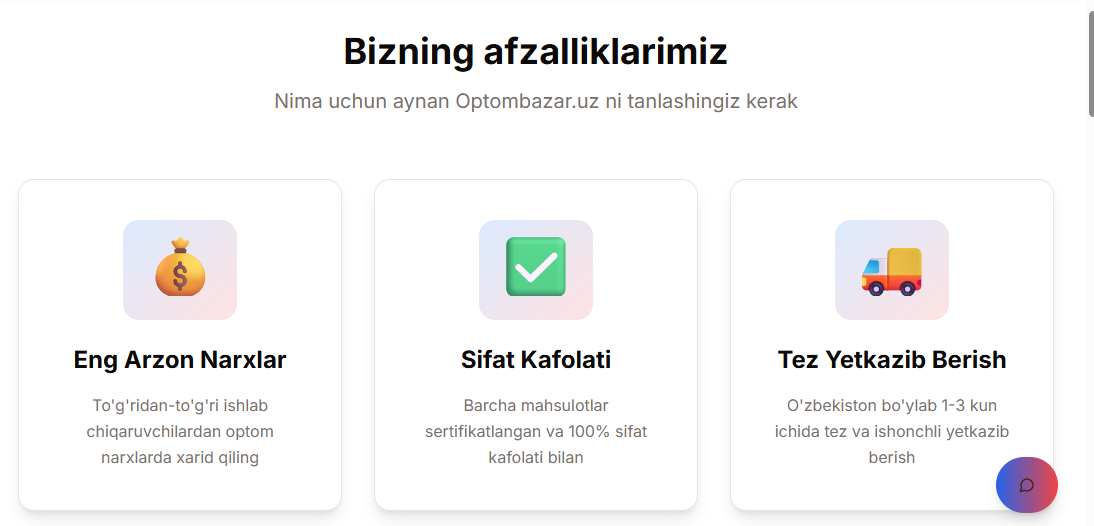 Bizning afzalliklarimiz
Nima uchun aynan Optombazar.uz ni tanlashingiz kerak
$
Eng Arzon Narxlar
To'g'ridan-to'g'ri ishlab
chiqaruvchilardan optom
narxlarda xarid qiling
Sifat Kafolati
Barcha mahsulotlar
sertifikatlangan va 100% sifat
kafolati bilan
Tez Yetkazib Berish
O'zbekiston bo'ylab 1-3 kun
ichida tez va ishonchli yetkazib
berish